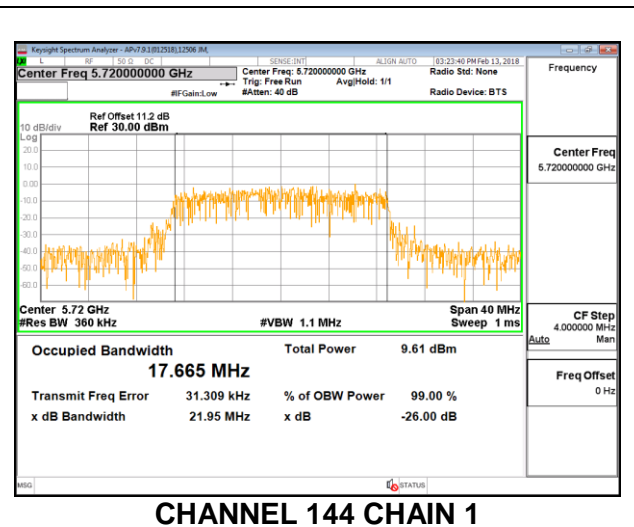 Keysight Spectrum Analyzer - APv7.9.1(012518),12506 JM,
L RF 50 Ω DC SENSE:INT ALIGN AUTO 03:23:40 PM Feb 13, 2018
Center Freq 5.720000000 GHz
Center Freq: 5.720000000 GHz
Radio Std: None
Trig: Free Run Avg|Hold: 1/1
#IFGain:Low #Atten: 40 dB Radio Device: BTS
Frequency
Ref Offset 11.2 dB
10 dB/div Ref 30.00 dBm
Log
20.0
10.0
0.00
-10.0
-20.0
-30.0
-40.0
-50.0
-60.0
Center 5.72 GHz Span 40 MHz
#Res BW 360 kHz #VBW 1.1 MHz Sweep 1 ms
Occupied Bandwidth Total Power 9.61 dBm
17.665 MHz
Transmit Freq Error 31.309 kHz % of OBW Power 99.00 %
x dB Bandwidth 21.95 MHz x dB -26.00 dB
Center Freq
5.720000000 GHz
CF Step
4.000000 MHz
Auto Man
Freq Offset
0 Hz
MSG STATUS
CHANNEL 144 CHAIN 1